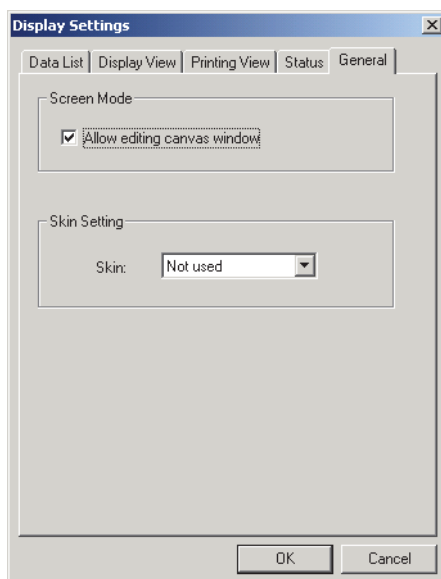 Display Settings
Data List
Display View
Printing View
Status
General
Screen Mode
Allow editing canvas window
Skin Setting
Skin:
Not used
OK
Cancel